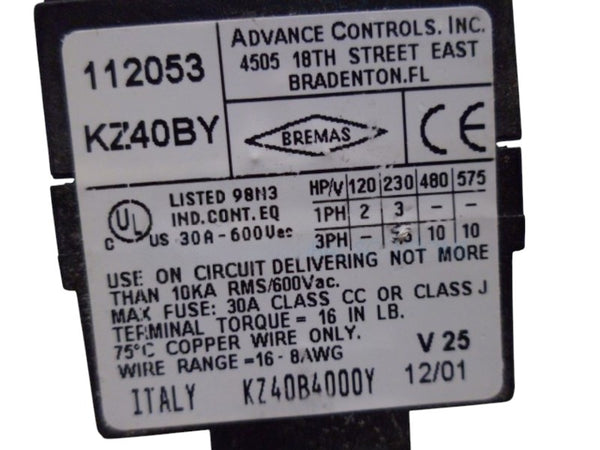 112053
KZ40BY
ADVANCE CONTROLS, INC.
4505 18TH STREET EAST
BRADENTON.FL
BREMAS
CE
UL
C US
LISTED 98N3
IND.CONT.EQ
30A-600Vac
HP/V 120 230 480 575
1PH 2 3 - -
3PH - 10 10
USE ON CIRCUIT DELIVERING NOT MORE
THAN 10KA RMS/600Vac.
MAX FUSE: 30A CLASS CC OR CLASS J
TERMINAL TORQUE= 16 IN LB.
75°C COPPER WIRE ONLY.
WIRE RANGE=16-8AWG
V 25
ITALY KZ40B4000Y 12/01